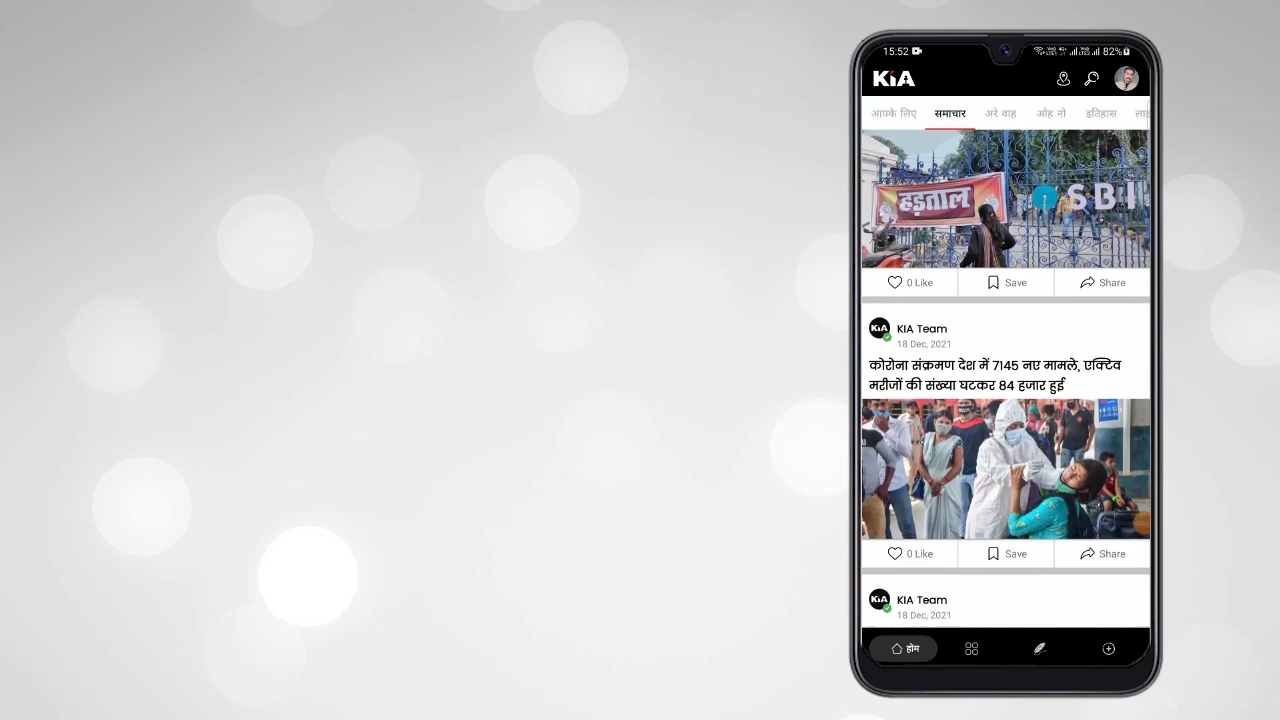 15:52
82%
KIA
आपके लिए समाचार अरे वाह ओह नो इतिहास
हड़ताल
SBI
0 Like Save Share
KIA
KIA Team
18 Dec, 2021
कोरोना संक्रमण देश में 7145 नए मामले, एक्टिव
मरीजों की संख्या घटकर 84 हजार हुई
0 Like Save Share
KIA
KIA Team
18 Dec, 2021
होम